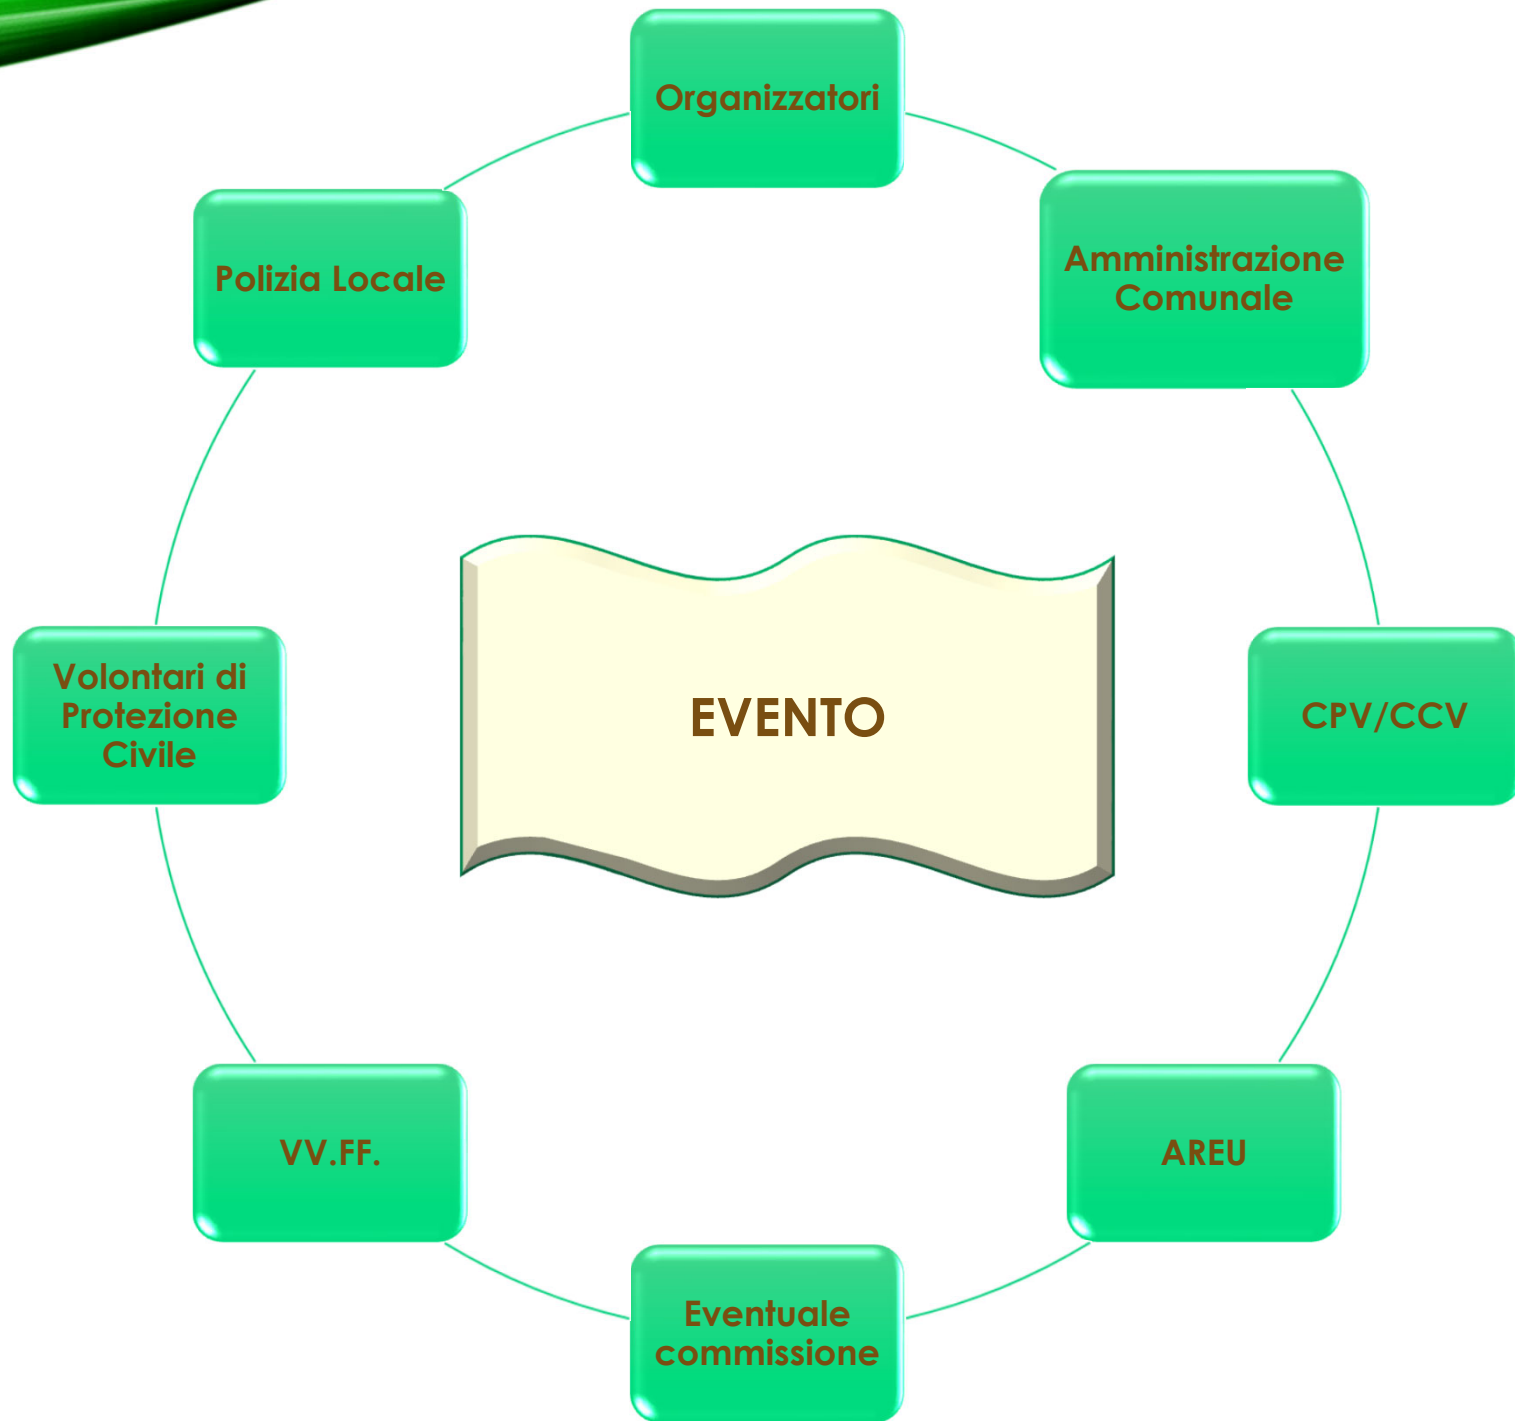 Organizzatori
Amministrazione
Comunale
CPV/CCV
AREU
Eventuale
commissione
VV.FF.
Volontari di
Protezione
Civile
Polizia Locale
EVENTO